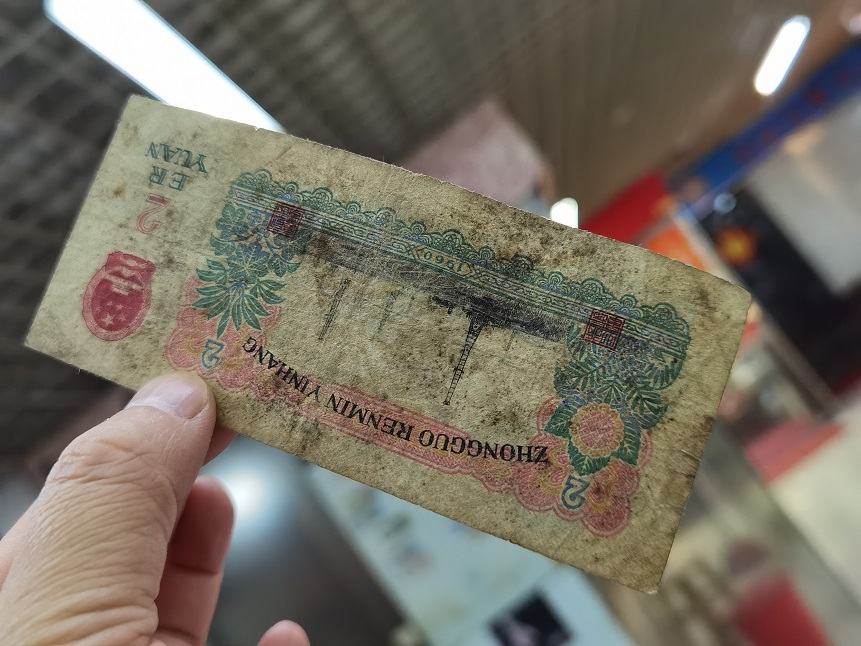 ZHONGGUO RENMIN YINHANG
2
2
2
ER
YUAN
1960